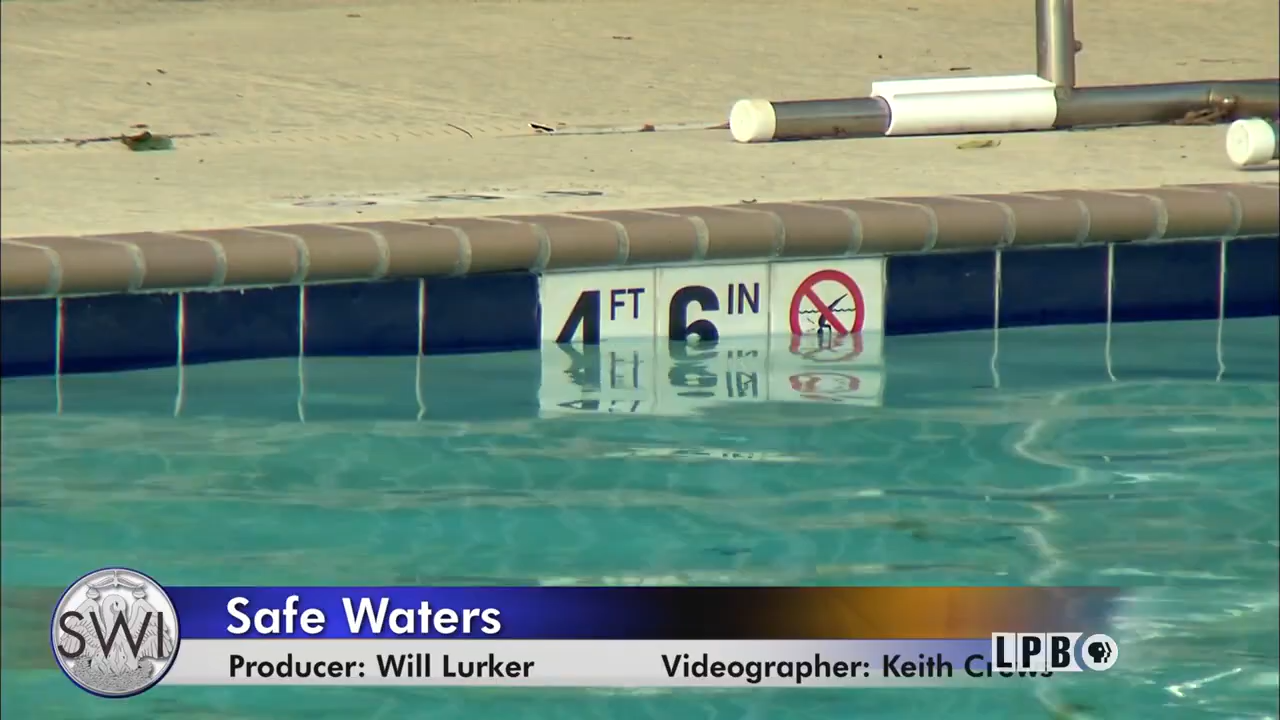 4 FT 6 IN
SWI
Safe Waters
Producer: Will Lurker
Videographer: Keith Crews
LPB